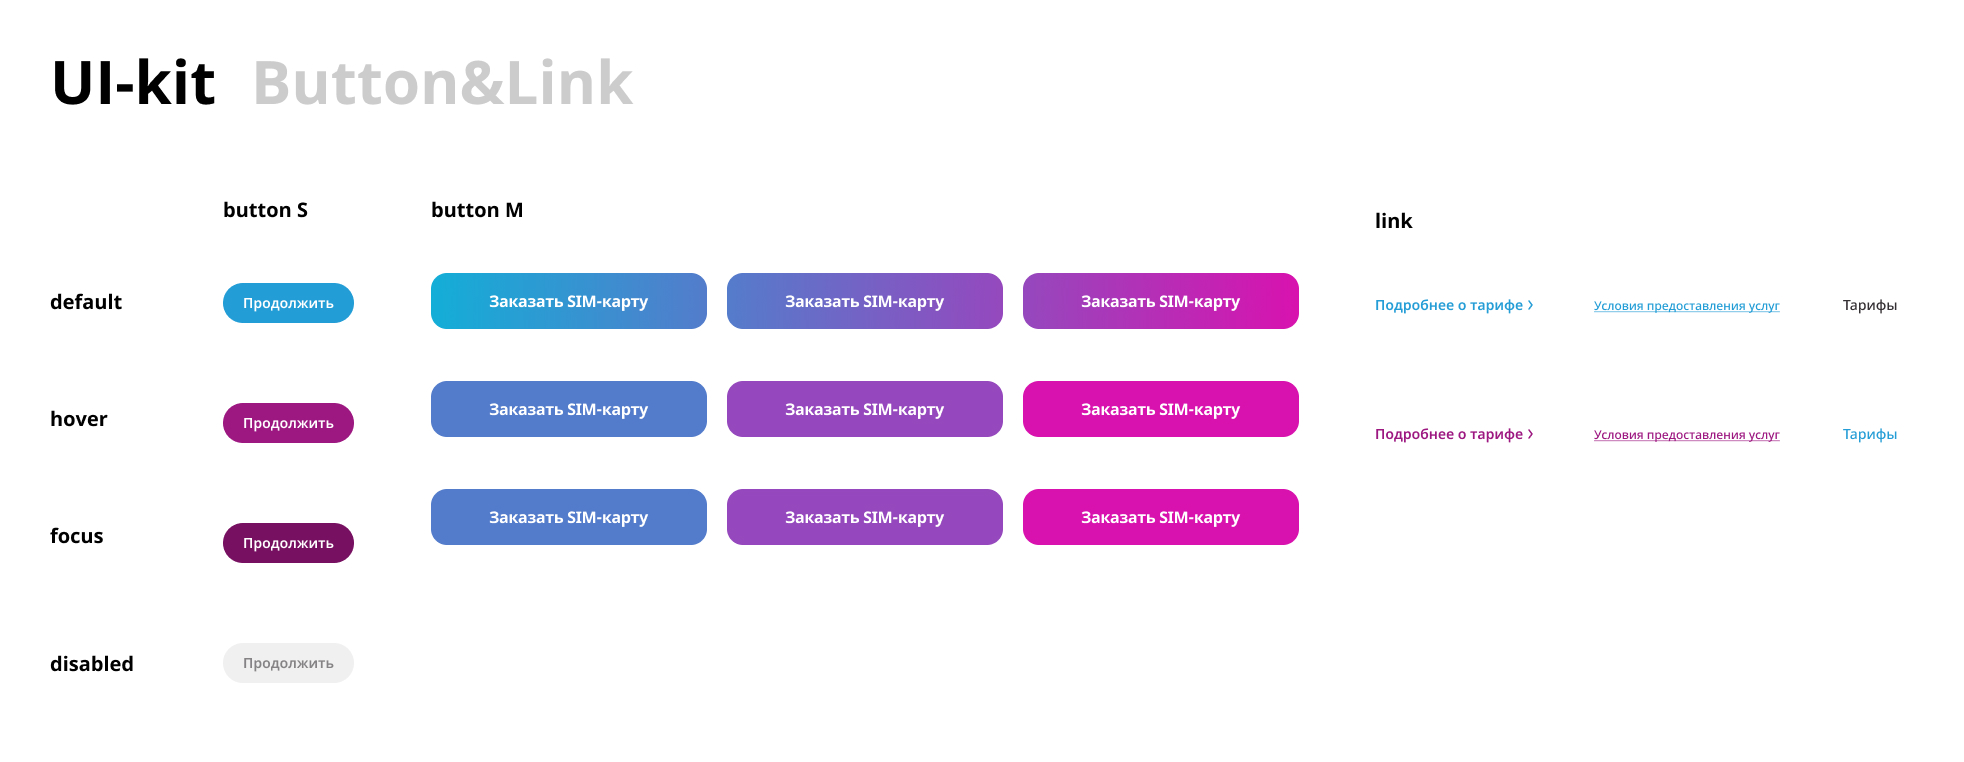 UI-kit Button&Link
button S button M
link
default Продолжить Заказать SIM-карту Заказать SIM-карту Заказать SIM-карту Подробнее о тарифе › Условия предоставления услуг Тарифы
hover Продолжить Заказать SIM-карту Заказать SIM-карту Заказать SIM-карту Подробнее о тарифе › Условия предоставления услуг Тарифы
focus Продолжить Заказать SIM-карту Заказать SIM-карту Заказать SIM-карту
disabled Продолжить